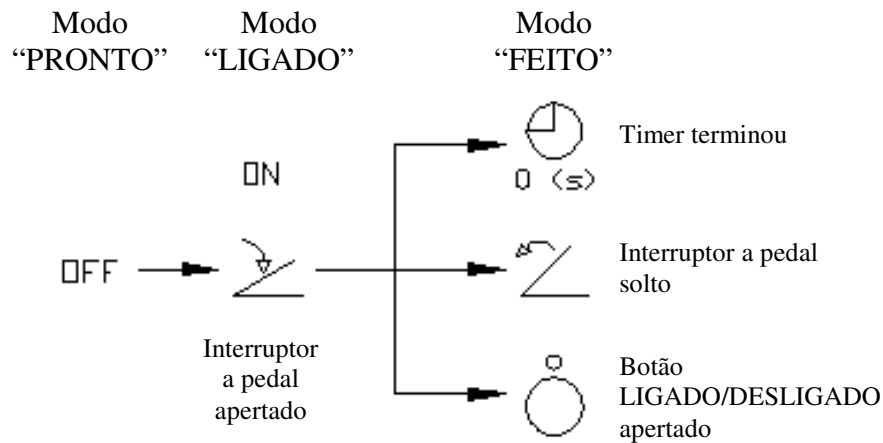 Modo
“PRONTO”
Modo
“LIGADO”
Modo
“FEITO”
Timer terminou
0 (s)
ON
OFF
Interruptor a pedal
solto
Interruptor
a pedal
apertado
Botão
LIGADO/DESLIGADO
apertado